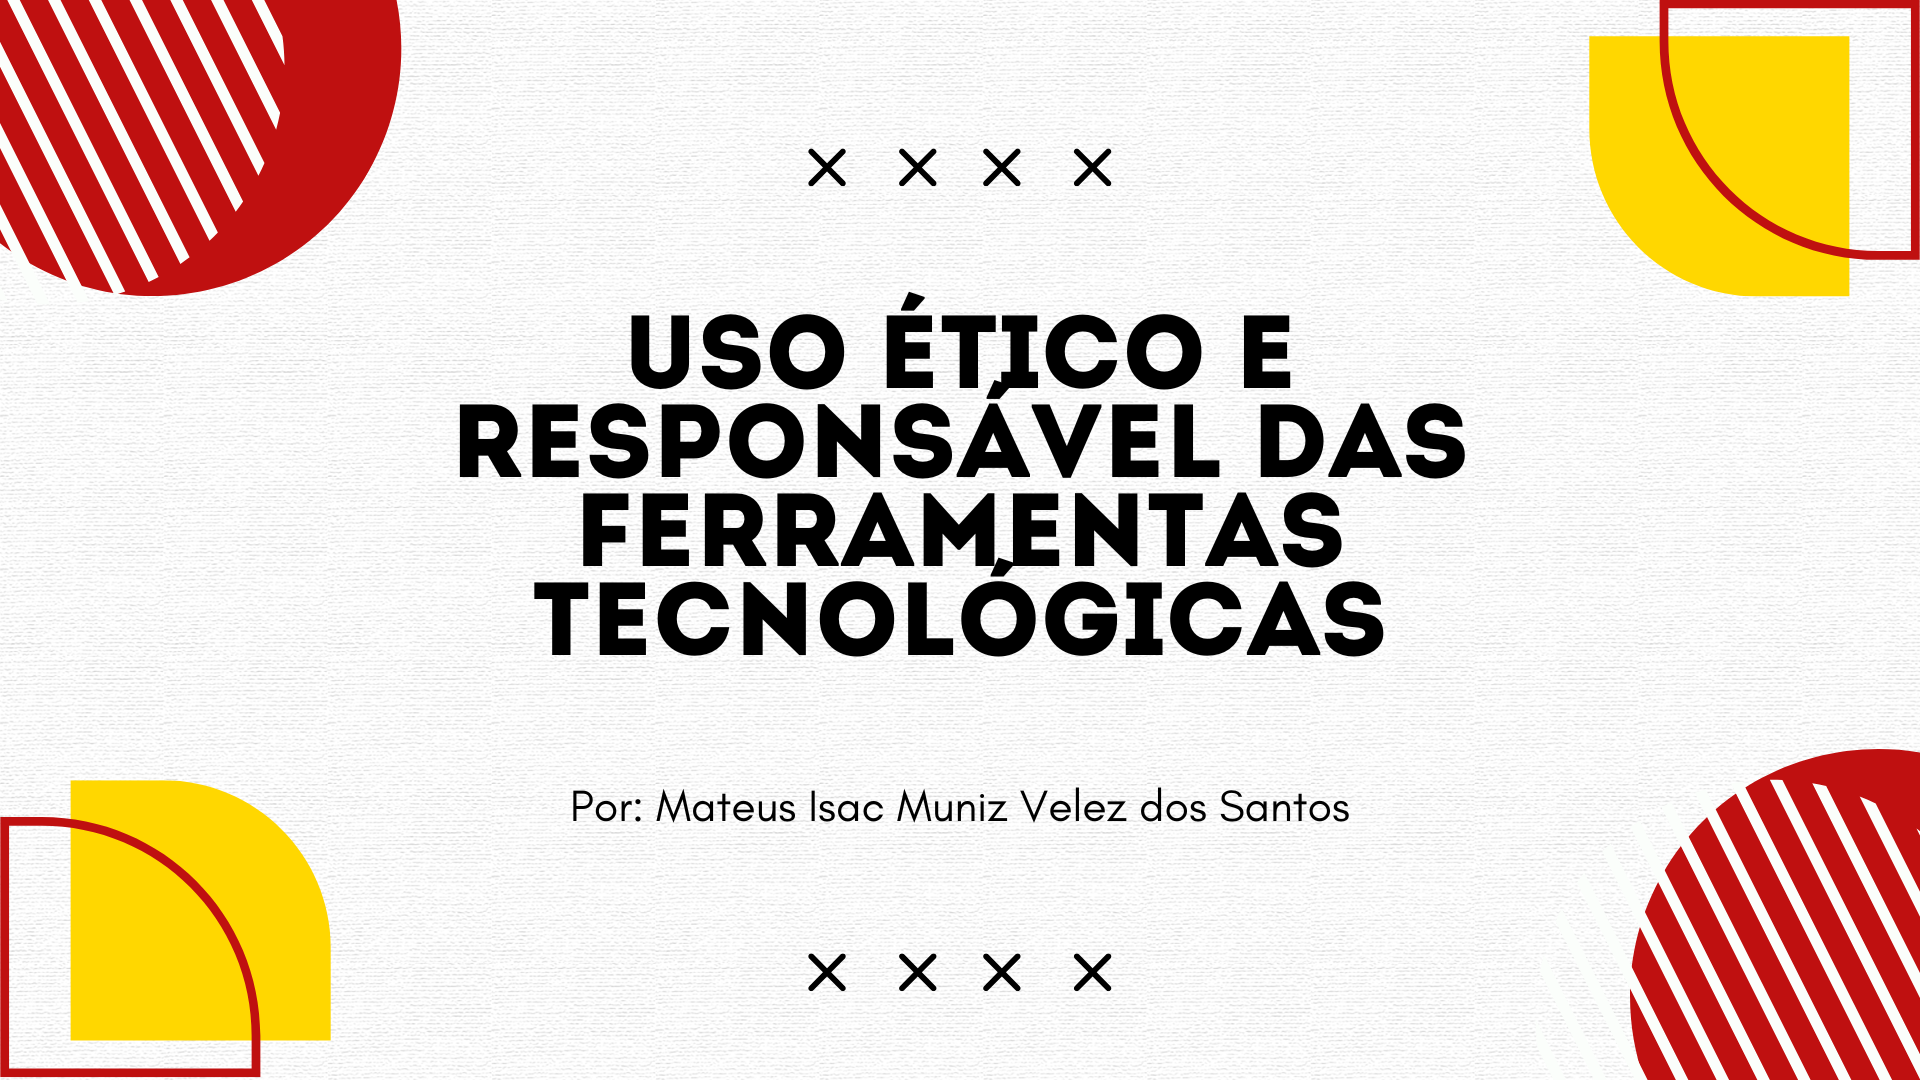 USO ÉTICO E
RESPONSÁVEL DAS
FERRAMENTAS
TECNOLÓGICAS
Por: Mateus Isac Muniz Velez dos Santos